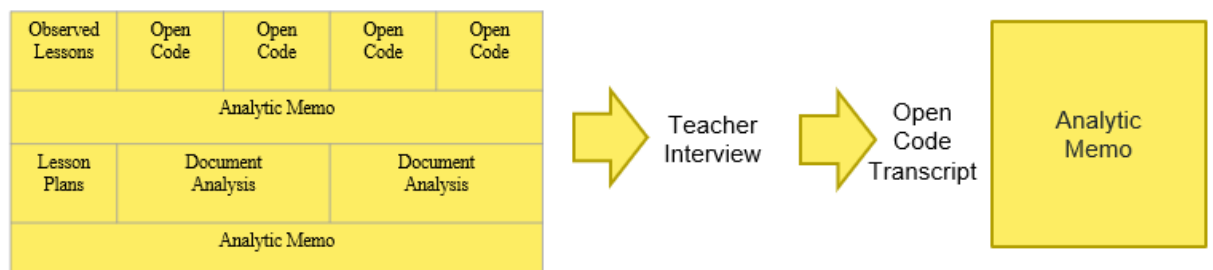 Observed
Lessons
Open
Code
Open
Code
Open
Code
Open
Code
Analytic Memo
Lesson
Plans
Document
Analysis
Document
Analysis
Analytic Memo
Teacher
Interview
Open
Code
Transcript
Analytic
Memo